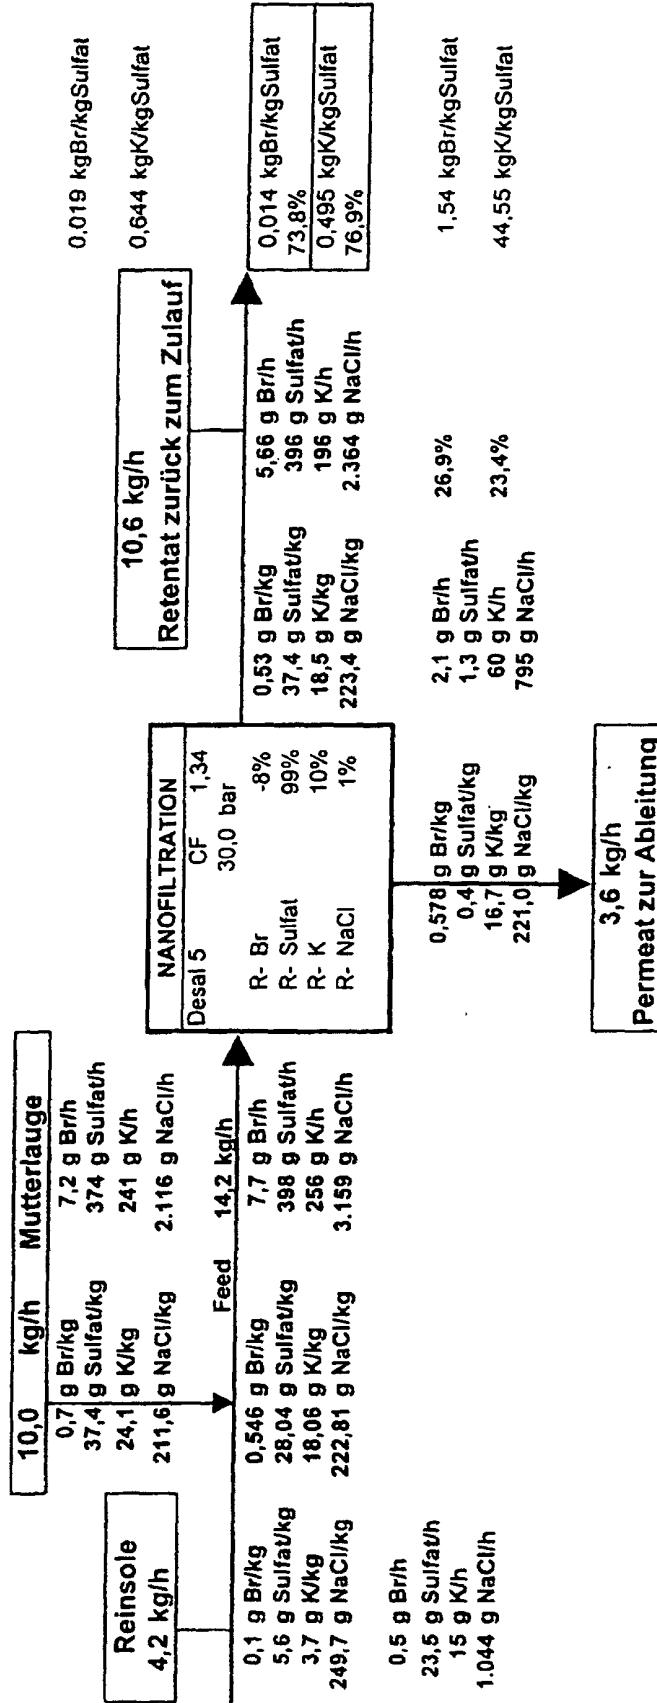 10,0 kg/h Mutterlauge
0,7 g Br/kg 7,2 g Br/h
37,4 g Sulfat/kg 374 g Sulfat/h
24,1 g K/kg 241 g K/h
211,6 g NaCl/kg 2.116 g NaCl/h
Reinsole
4,2 kg/h
Feed 14,2 kg/h
0,1 g Br/kg
5,6 g Sulfat/kg
3,7 g K/kg
249,7 g NaCl/kg
0,5 g Br/h
23,5 g Sulfat/h
15 g K/h
1.044 g NaCl/h
0,546 g Br/kg 7,7 g Br/h
28,04 g Sulfat/kg 398 g Sulfat/h
18,06 g K/kg 256 g K/h
222,81 g NaCl/kg 3.159 g NaCl/h
NANOFILTRATION
Desal 5 CF 1,34
30,0 bar
R- Br -8%
R- Sulfat 99%
R- K 10%
R- NaCl 1%
10,6 kg/h
Retentat zurück zum Zulauf
0,53 g Br/kg 5,66 g Br/h
37,4 g Sulfat/kg 396 g Sulfat/h
18,5 g K/kg 196 g K/h
223,4 g NaCl/kg 2.364 g NaCl/h
0,019 kgBr/kgSulfat
0,644 kgK/kgSulfat
0,014 kgBr/kgSulfat
73,8%
0,495 kgK/kgSulfat
76,9%
0,578 g Br/kg 2,1 g Br/h 26,9% 1,54 kgBr/kgSulfat
0,4 g Sulfat/kg 1,3 g Sulfat/h
16,7 g K/kg 60 g K/h 23,4% 44,55 kgK/kgSulfat
221,0 g NaCl/kg 795 g NaCl/h
3,6 kg/h
Permeat zur Ableitung